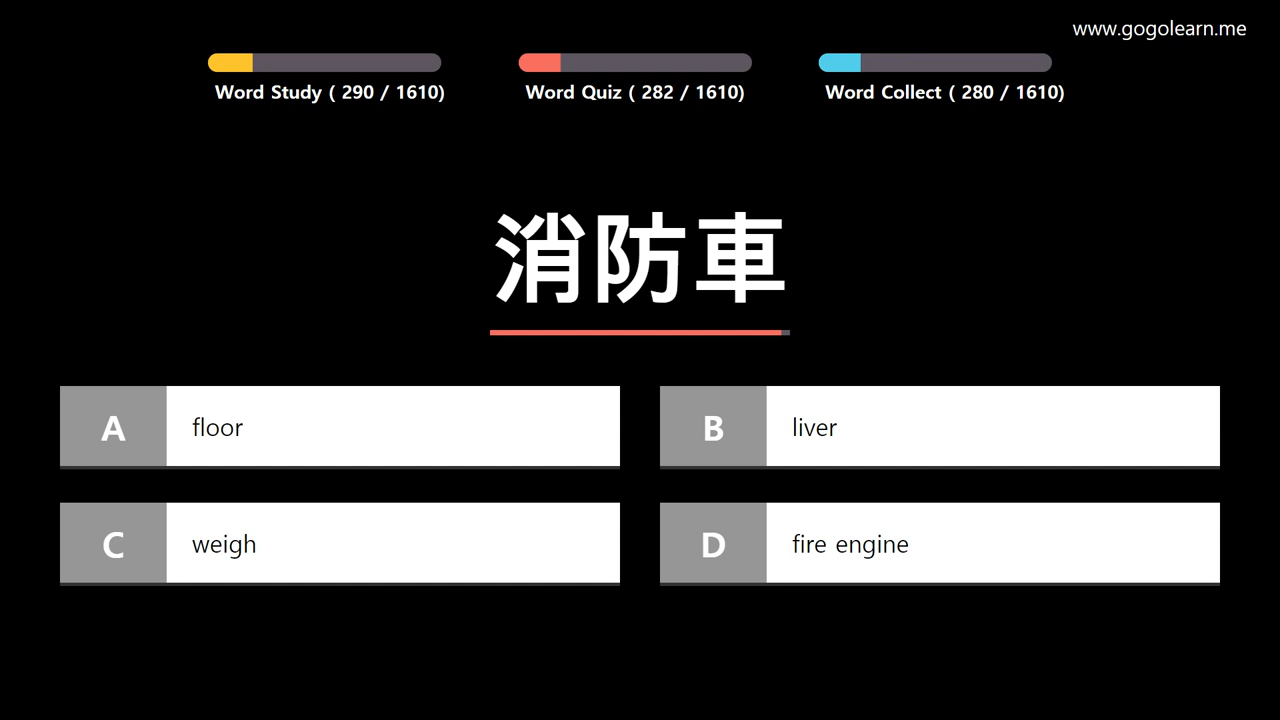 www.gogolearn.me
Word Study ( 290 / 1610)
Word Quiz ( 282 / 1610)
Word Collect ( 280 / 1610)
消防車
A floor
B liver
C weigh
D fire engine